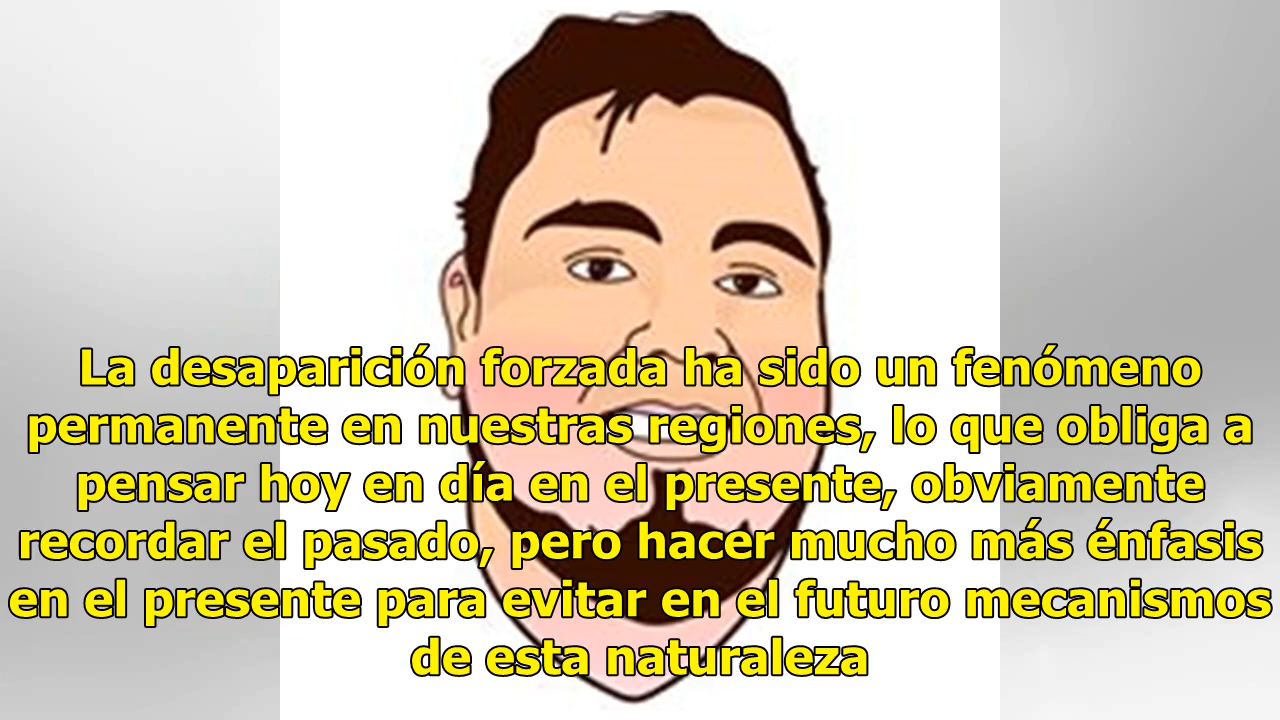 La desaparición forzada ha sido un fenómeno
permanente en nuestras regiones, lo que obliga a
pensar hoy en día en el presente, obviamente
recordar el pasado, pero hacer mucho más énfasis
en el presente para evitar en el futuro mecanismos
de esta naturaleza